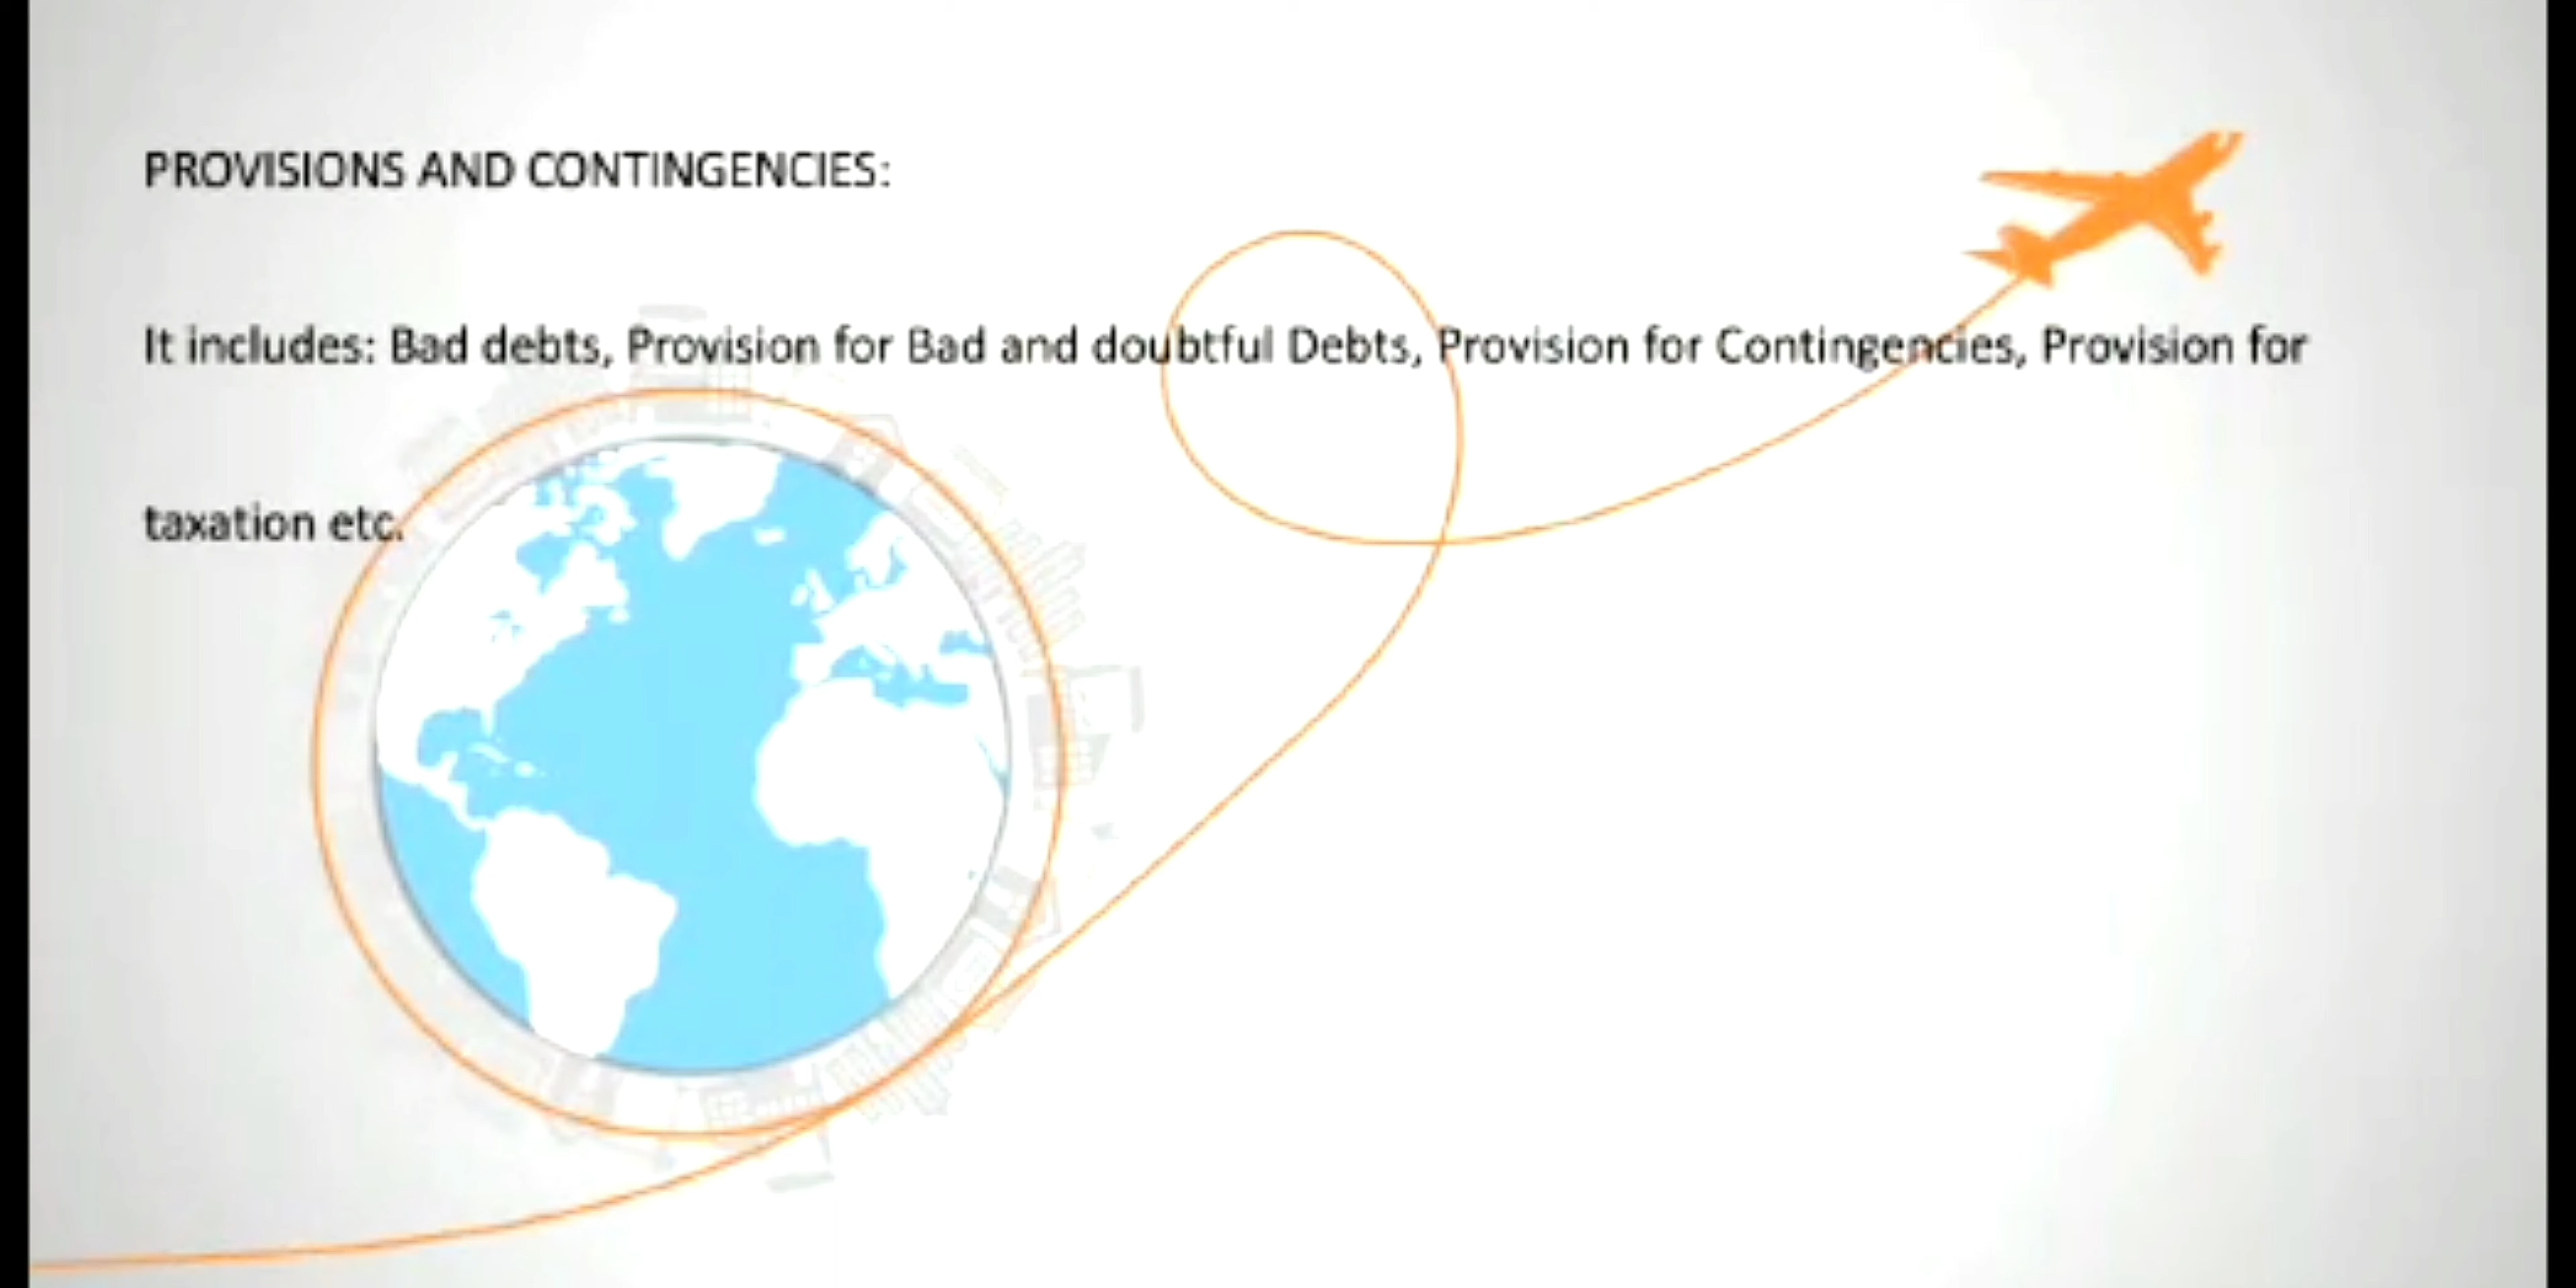 PROVISIONS AND CONTINGENCIES:
It includes: Bad debts, Provision for Bad and doubtful Debts, Provision for Contingencies, Provision for
taxation etc.